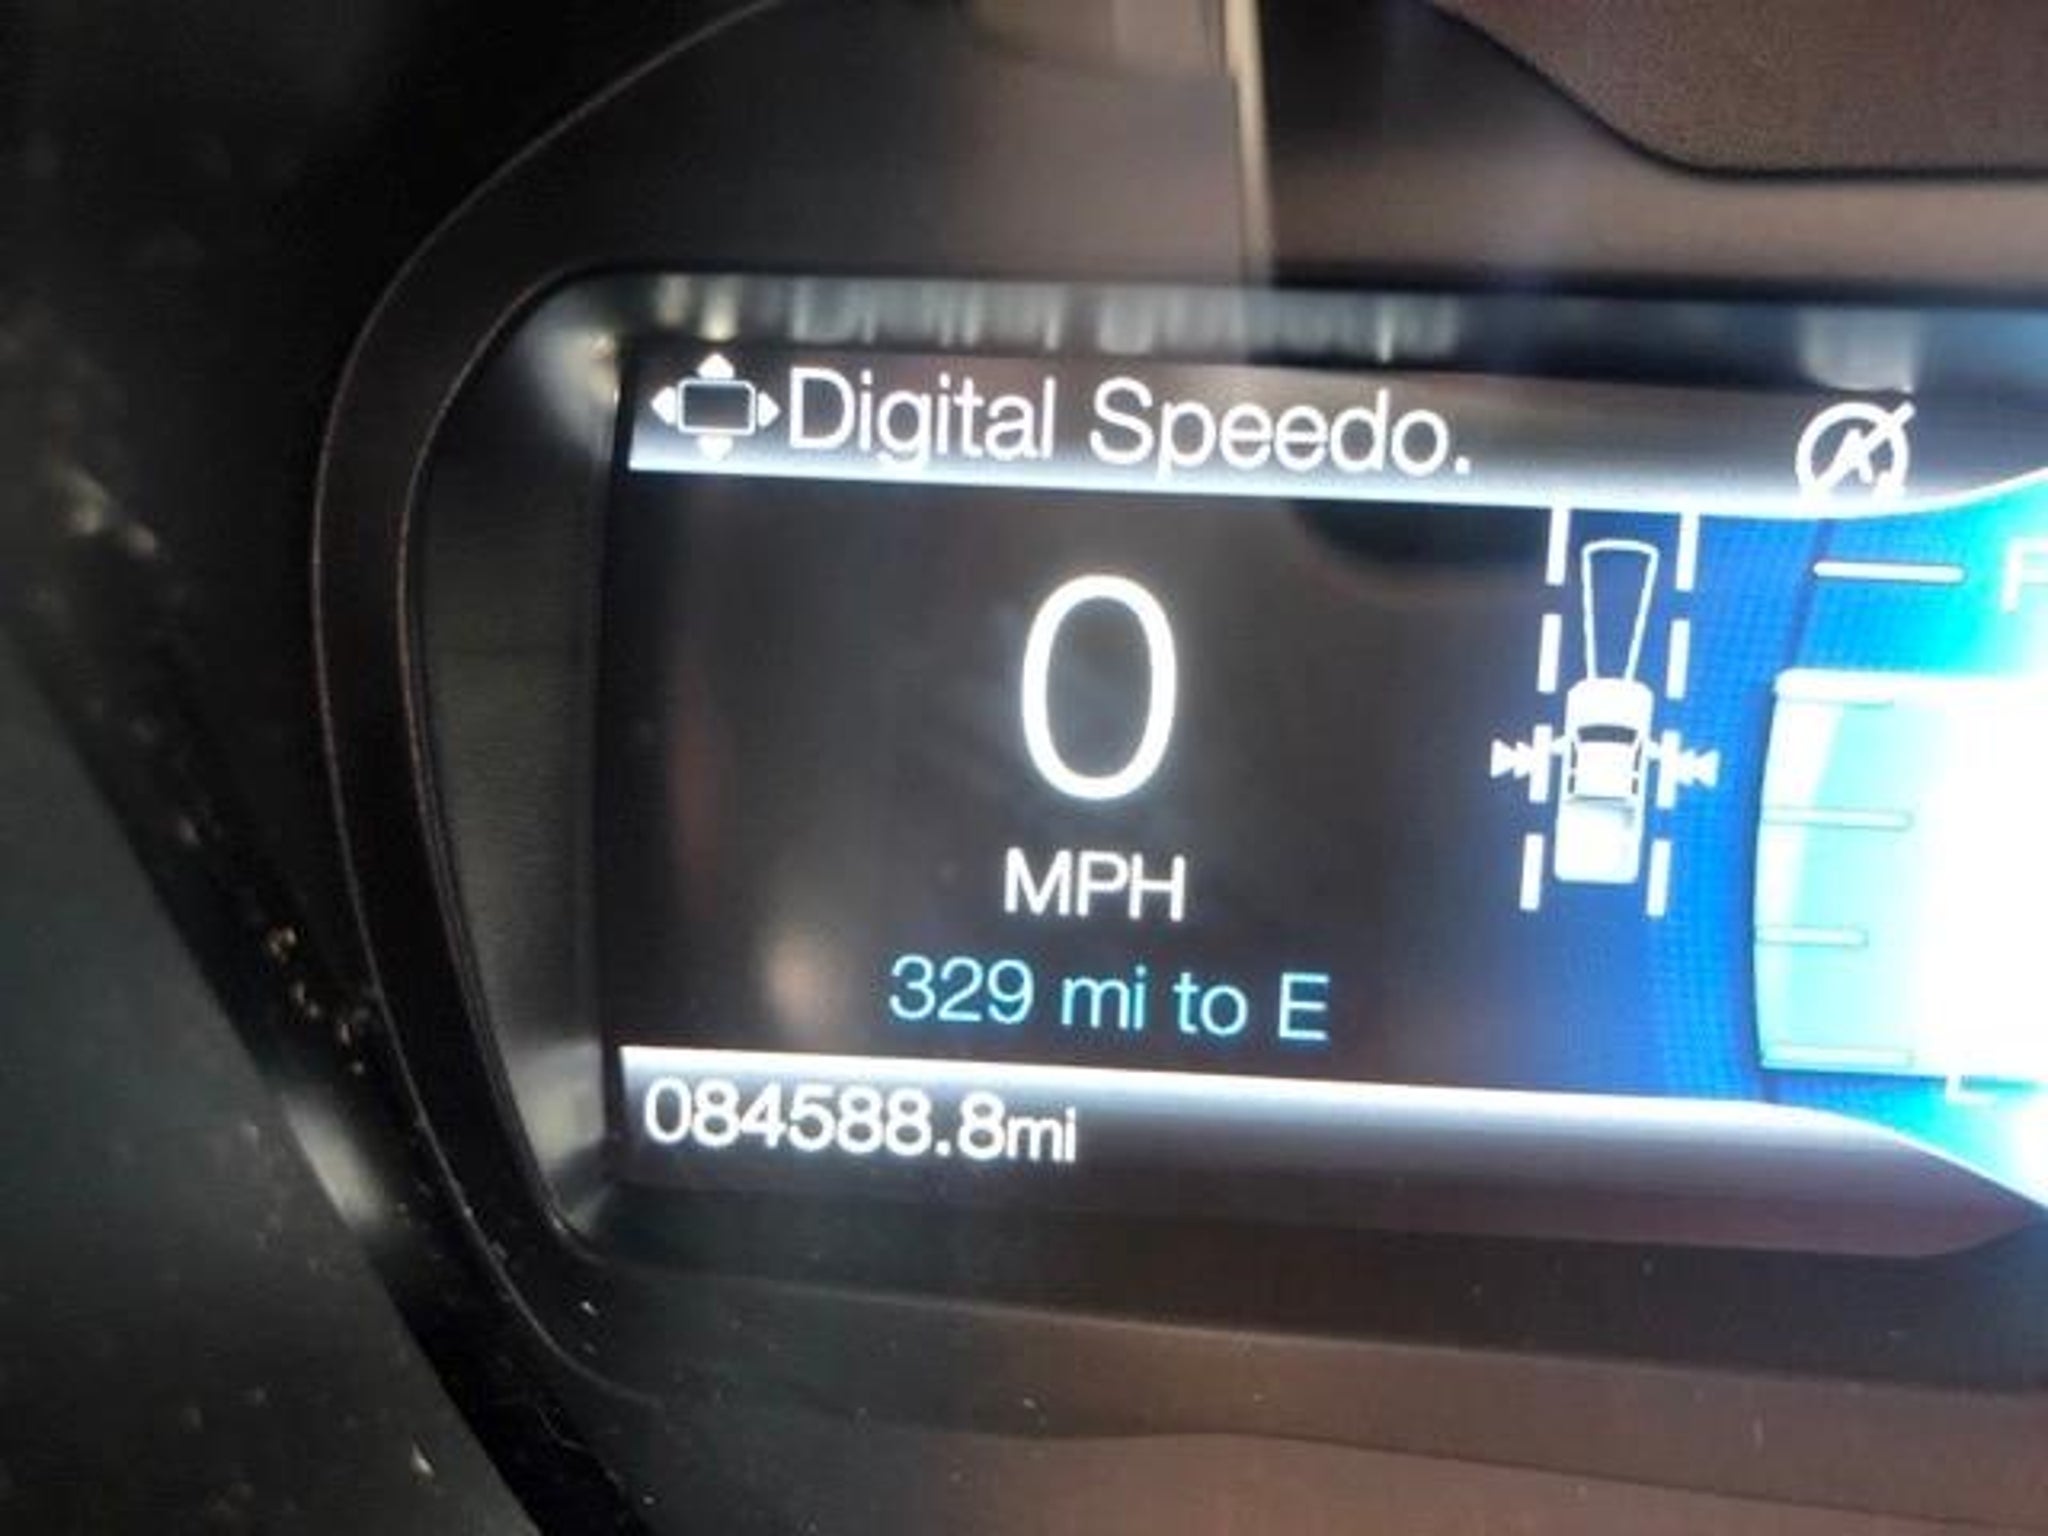 Digital Speedo.
0
MPH
329 mi to E
084588.8mi